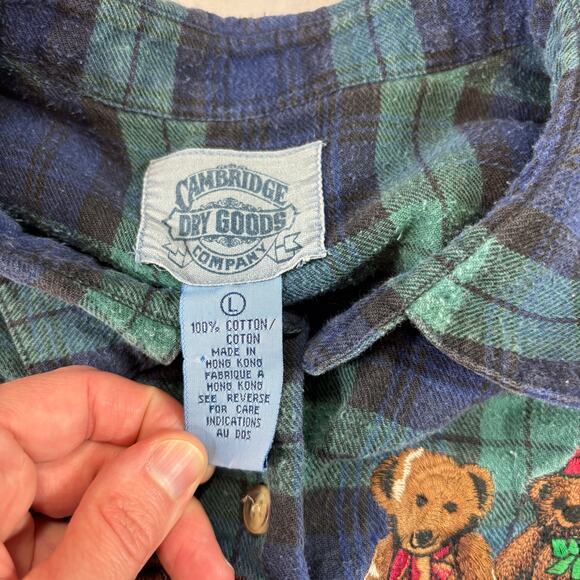 CAMBRIDGE
DRY GOODS
COMPANY
L
100% COTTON/
COTON
MADE IN
HONG KONG
FABRIQUE A
HONG KONG
SEE REVERSE
FOR CARE
INDICATIONS
AU DOS